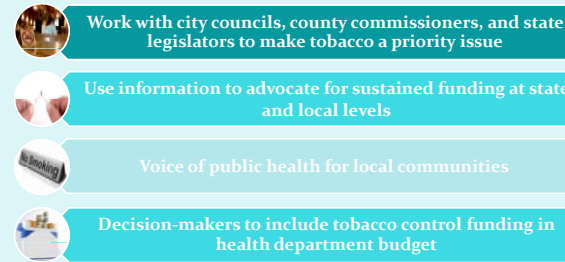 Work with city councils, county commissioners, and state
legislators to make tobacco a priority issue
Use information to advocate for sustained funding at state
and local levels
No Smoking
Voice of public health for local communities
Decision-makers to include tobacco control funding in
health department budget